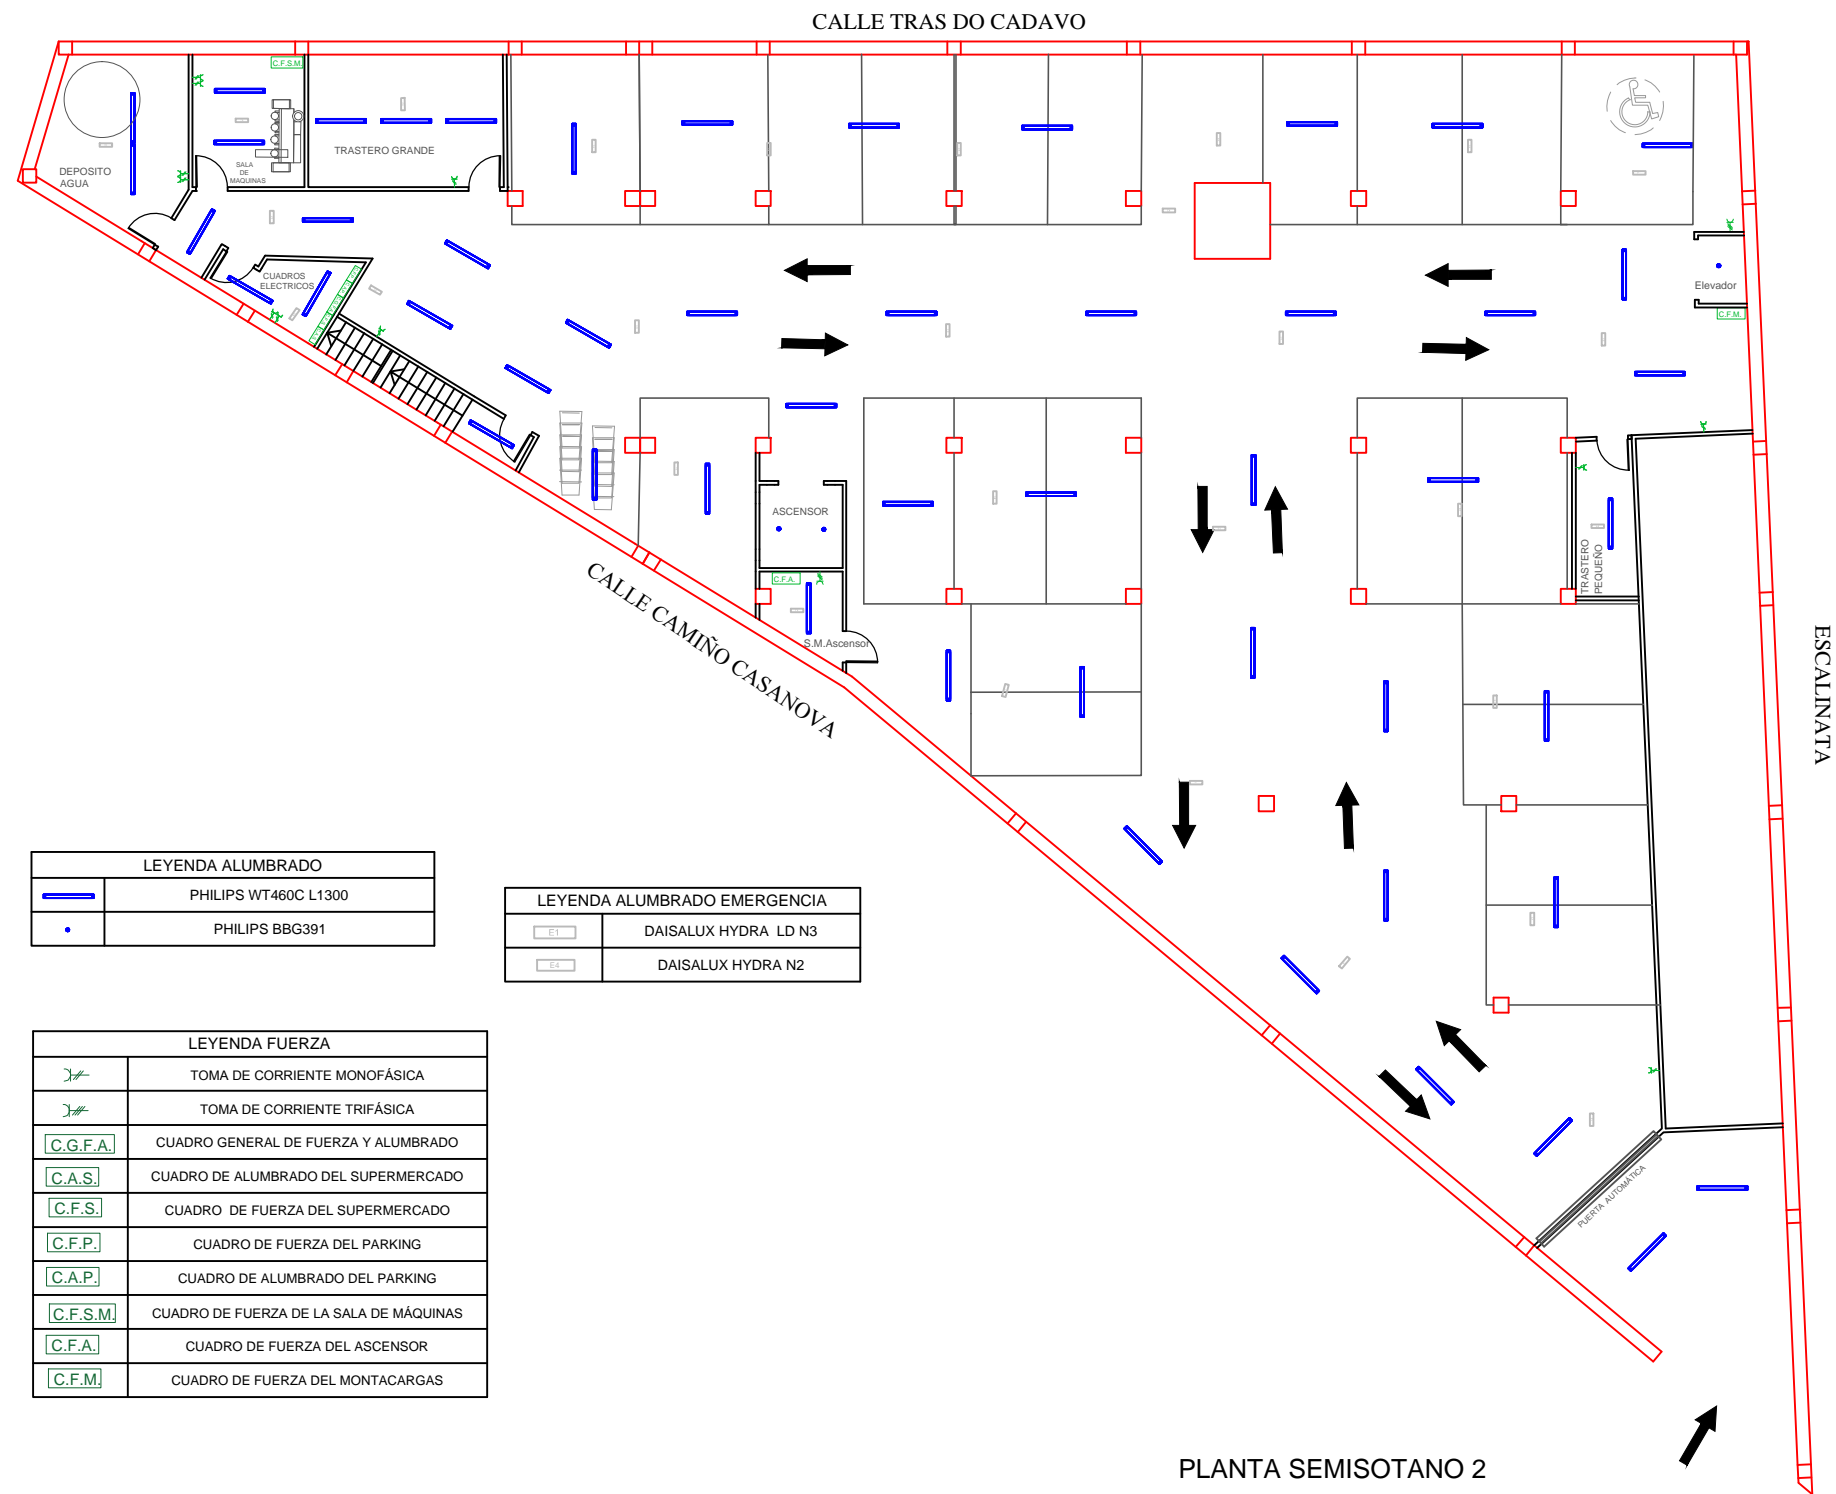 CALLE TRAS DO CADAVO
C.F.S.M.
DEPOSITO
AGUA
SALA
DE
MAQUINAS
TRASTERO GRANDE
CUADROS
ELECTRICOS
Elevador
C.F.M.
ASCENSOR
C.F.A.
S.M.Ascensor
TRASTERO
PEQUEÑO
CALLE CAMIÑO CASANOVA
ESCALINATA
PUERTA AUTOMÁTICA
LEYENDA ALUMBRADO
PHILIPS WT460C L1300
PHILIPS BBG391
LEYENDA ALUMBRADO EMERGENCIA
E1 DAISALUX HYDRA LD N3
E4 DAISALUX HYDRA N2
LEYENDA FUERZA
TOMA DE CORRIENTE MONOFÁSICA
TOMA DE CORRIENTE TRIFÁSICA
C.G.F.A. CUADRO GENERAL DE FUERZA Y ALUMBRADO
C.A.S. CUADRO DE ALUMBRADO DEL SUPERMERCADO
C.F.S. CUADRO DE FUERZA DEL SUPERMERCADO
C.F.P. CUADRO DE FUERZA DEL PARKING
C.A.P. CUADRO DE ALUMBRADO DEL PARKING
C.F.S.M. CUADRO DE FUERZA DE LA SALA DE MÁQUINAS
C.F.A. CUADRO DE FUERZA DEL ASCENSOR
C.F.M. CUADRO DE FUERZA DEL MONTACARGAS
PLANTA SEMISOTANO 2